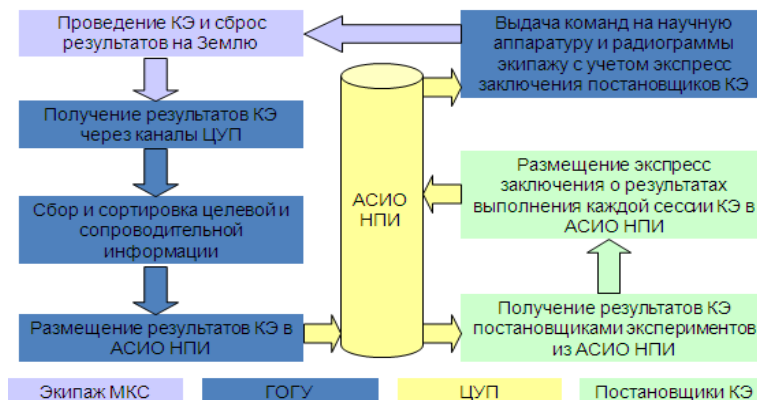 Проведение КЭ и сброс
результатов на Землю
Получение результатов КЭ
через каналы ЦУП
Сбор и сортировка целевой и
сопроводительной
информации
Размещение результатов КЭ в
АСИО НПИ
АСИО
НПИ
Выдача команд на научную
аппаратуру и радиограммы
экипажу с учетом экспресс
заключения постановщиков КЭ
Размещение экспресс
заключения о результатах
выполнения каждой сессии КЭ в
АСИО НПИ
Получение результатов КЭ
постановщиками экспериментов
из АСИО НПИ
Экипаж МКС
ГОГУ
ЦУП
Постановщики КЭ